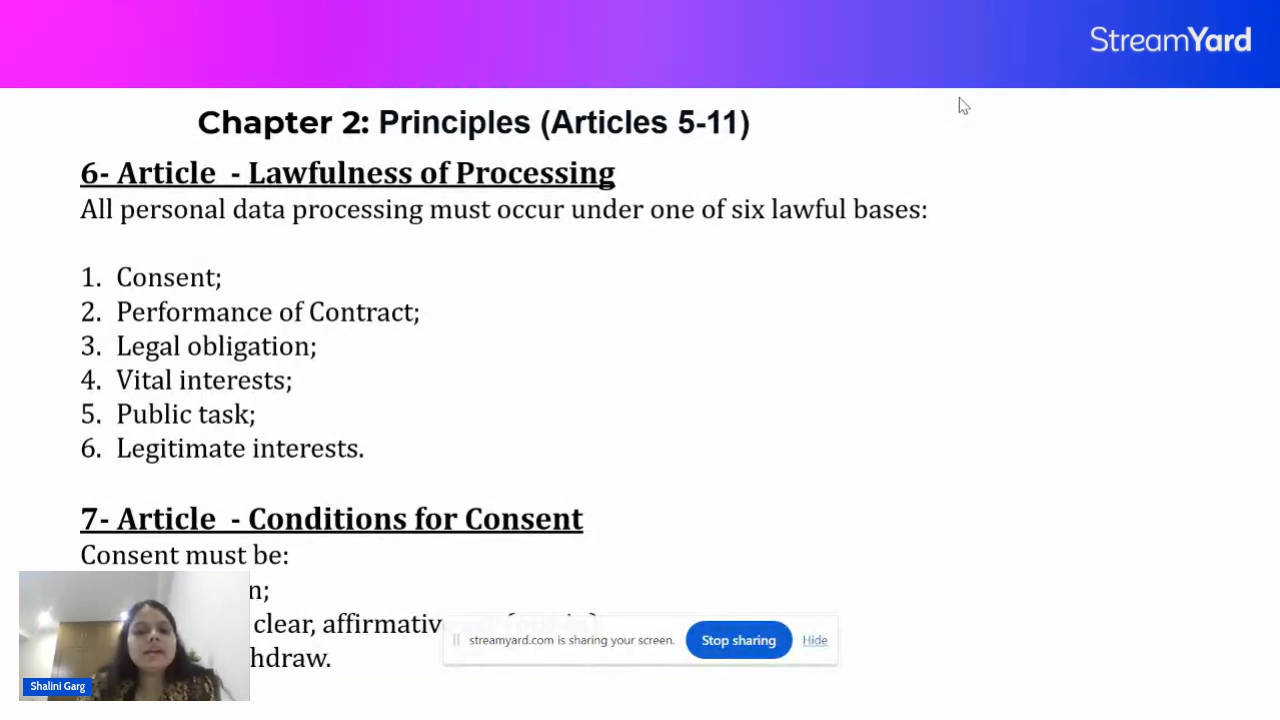 StreamYard
Chapter 2: Principles (Articles 5-11)
6- Article - Lawfulness of Processing
All personal data processing must occur under one of six lawful bases:
1. Consent;
2. Performance of Contract;
3. Legal obligation;
4. Vital interests;
5. Public task;
6. Legitimate interests.
7- Article - Conditions for Consent
Consent must be:
n;
clear, affirmative
hdraw.
streamyard.com is sharing your screen. Stop sharing Hide
Shalini Garg